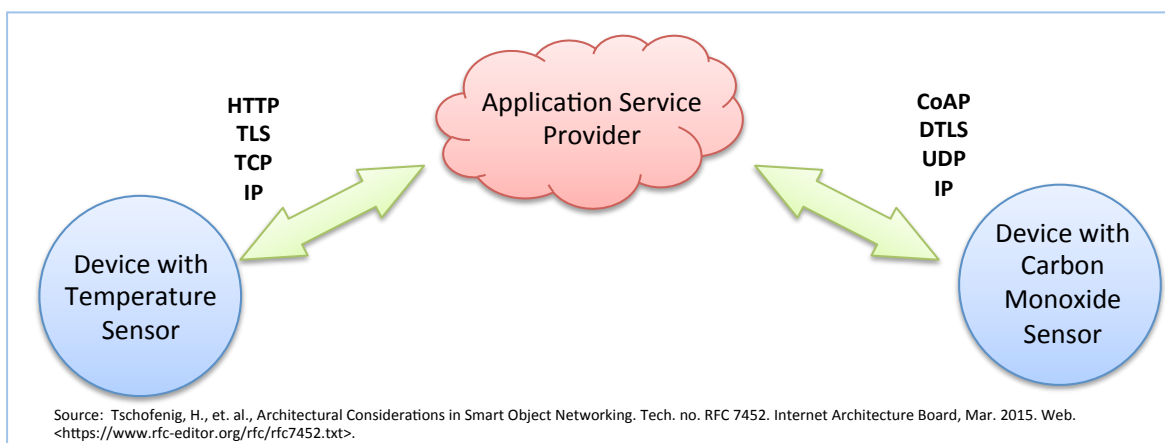 HTTP
TLS
TCP
IP
Application Service
Provider
CoAP
DTLS
UDP
IP
Device with
Temperature
Sensor
Device with
Carbon
Monoxide
Sensor
Source:  Tschofenig, H., et. al., Architectural Considerations in Smart Object Networking. Tech. no. RFC 7452. Internet Architecture Board, Mar. 2015. Web.
<https://www.rfc-editor.org/rfc/rfc7452.txt>.